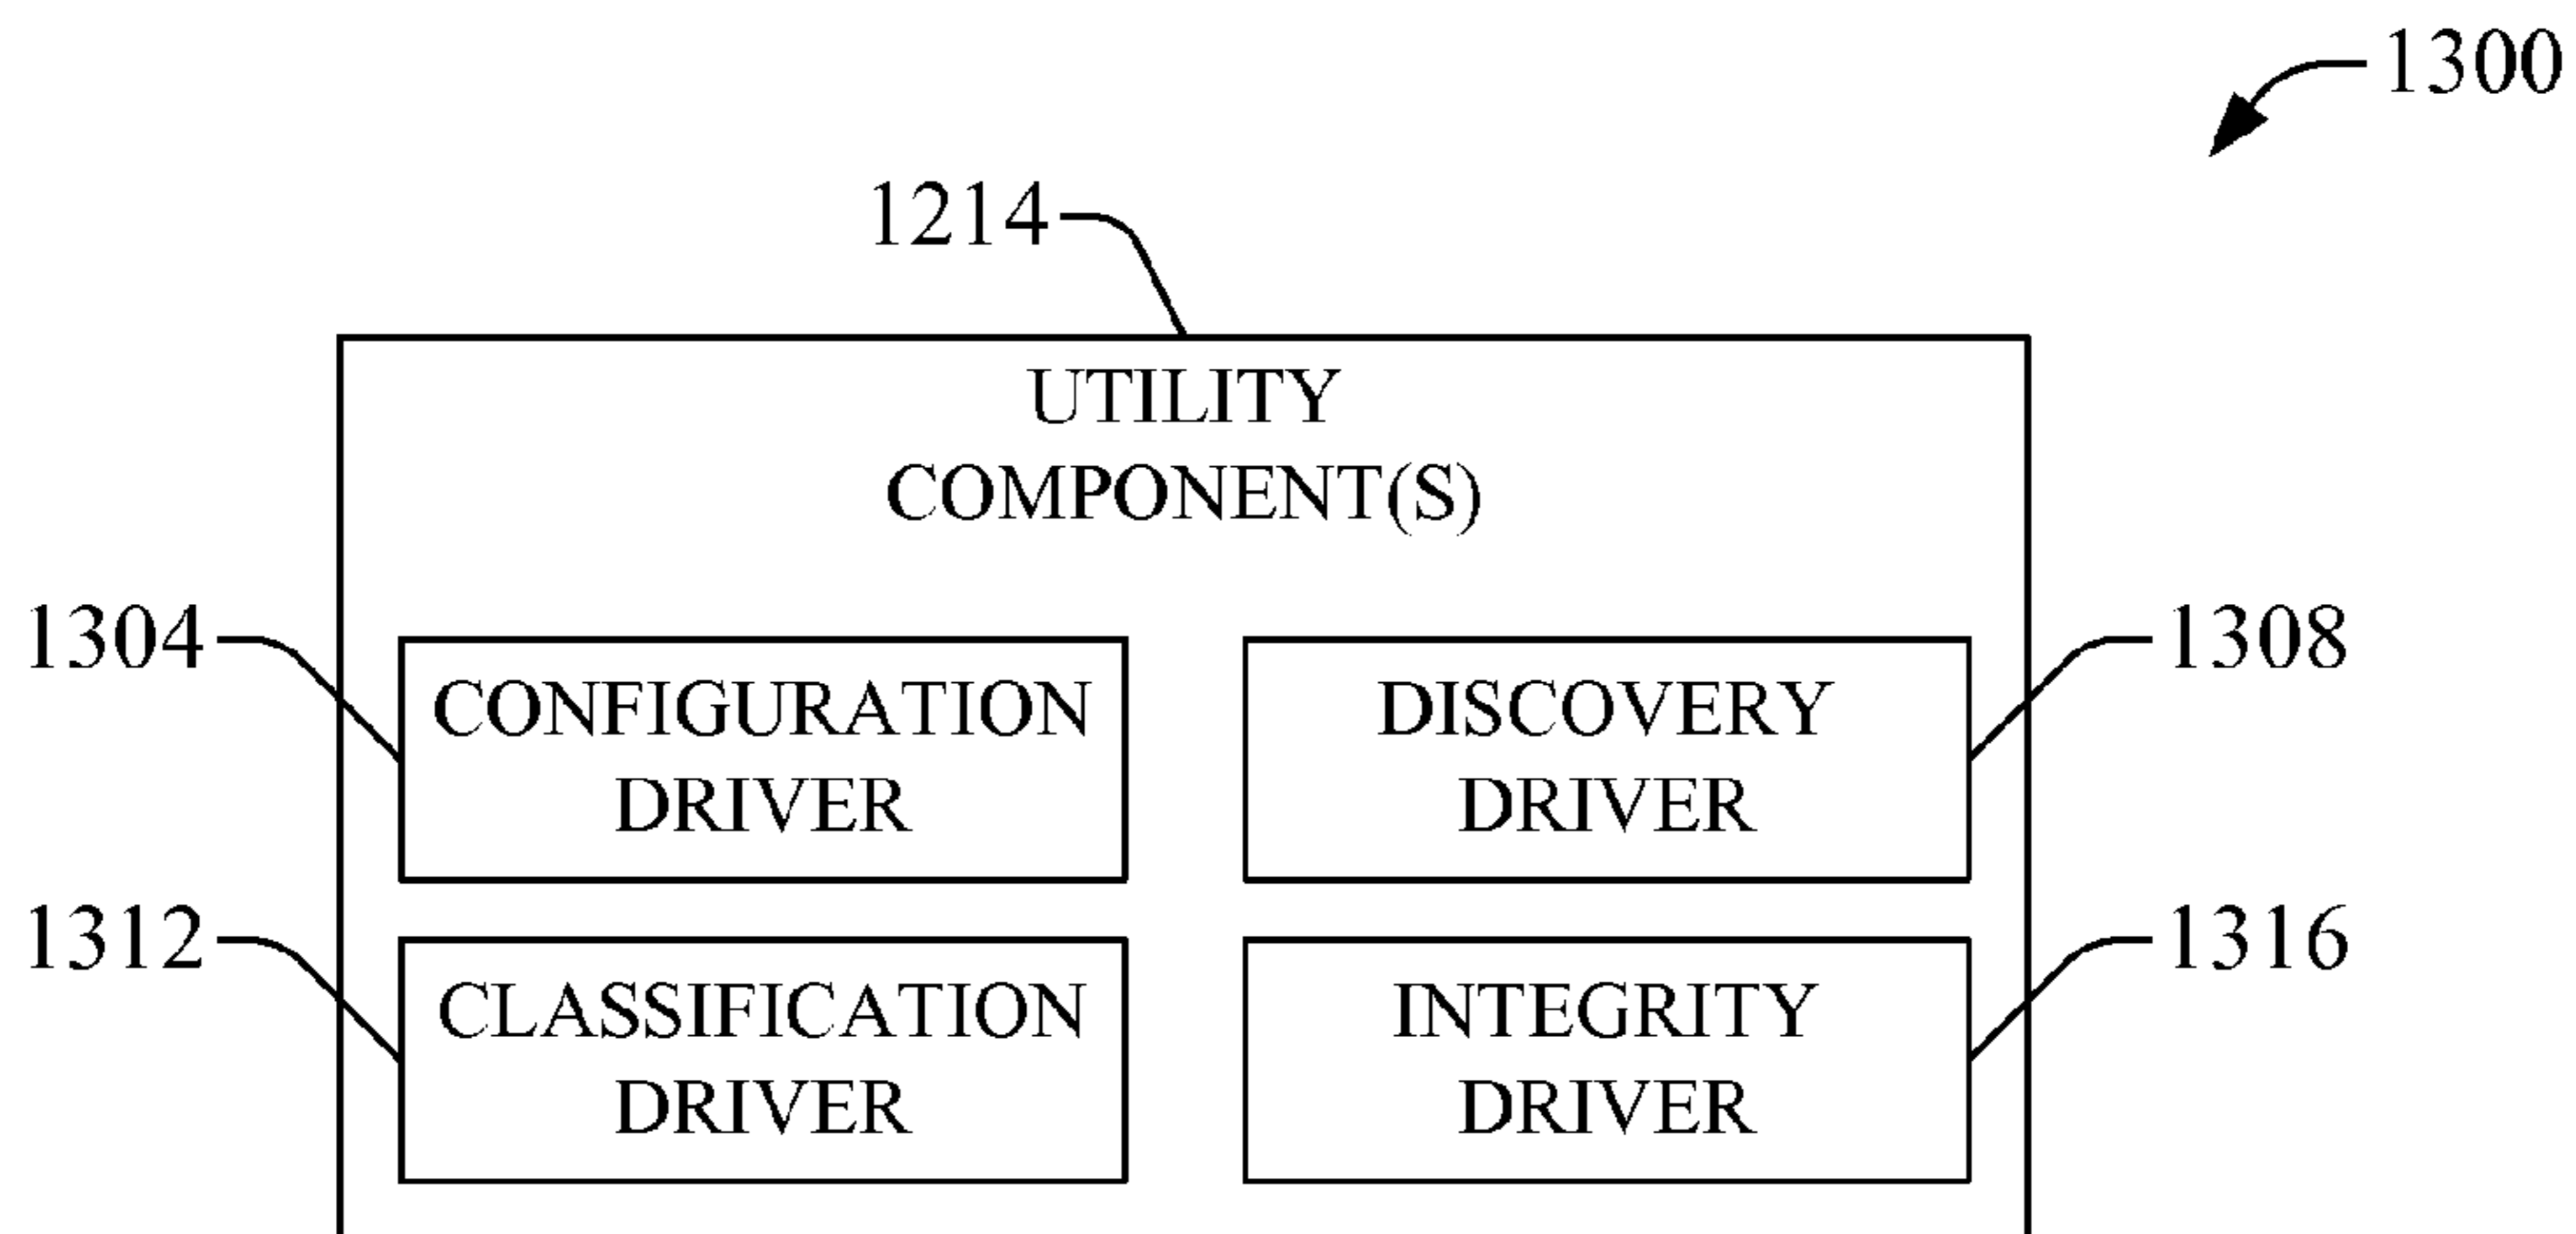 1300
1214
UTILITY
COMPONENT(S)
1304
1308
CONFIGURATION
DRIVER
DISCOVERY
DRIVER
1312
1316
CLASSIFICATION
DRIVER
INTEGRITY
DRIVER